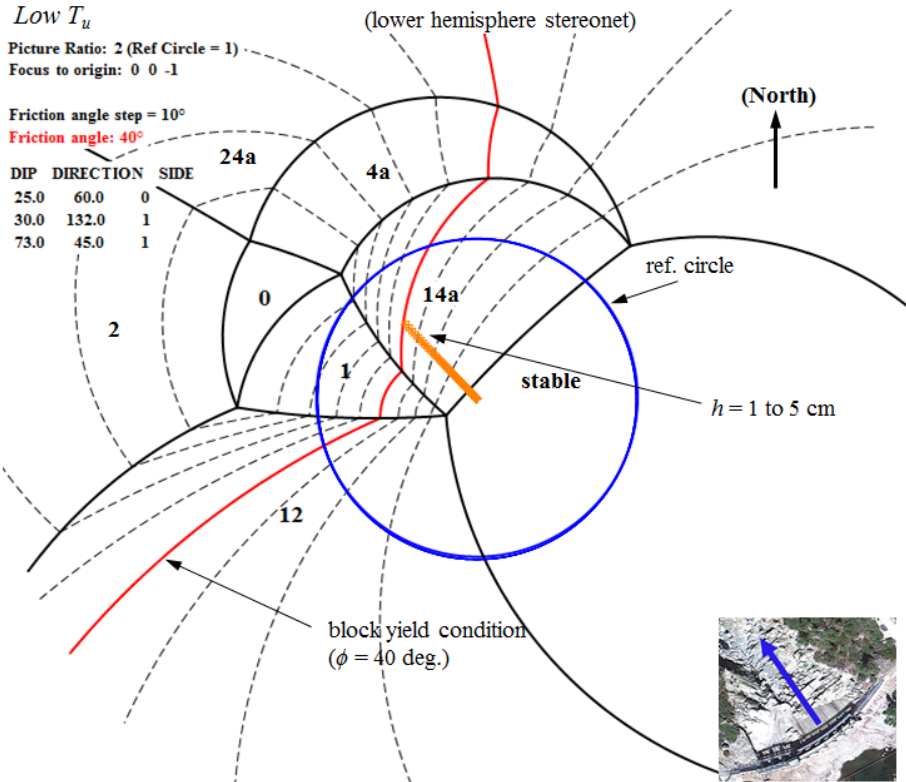 Low Tu
(lower hemisphere stereonet)
Picture Ratio: 2 (Ref Circle = 1)
Focus to origin: 0 0 -1
(North)
Friction angle step = 10°
Friction angle: 40°
24a
4a
DIP DIRECTION SIDE
25.0 60.0 0
30.0 132.0 1
73.0 45.0 1
ref. circle
0
14a
2
1
stable
h = 1 to 5 cm
12
block yield condition
(ϕ = 40 deg.)